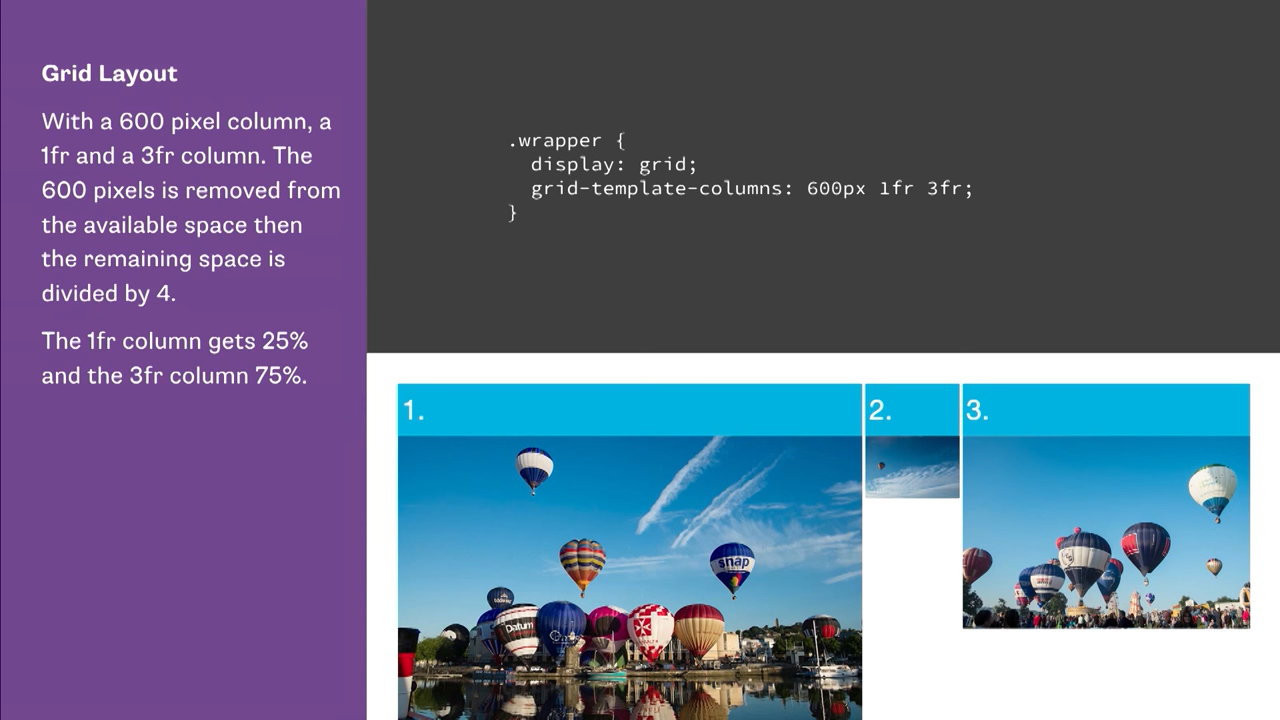 Grid Layout
With a 600 pixel column, a
1fr and a 3fr column. The
600 pixels is removed from
the available space then
the remaining space is
divided by 4.
The 1fr column gets 25%
and the 3fr column 75%.
.wrapper {
display: grid;
grid-template-columns: 600px 1fr 3fr;
}
1.
2.
3.
snap
Datum